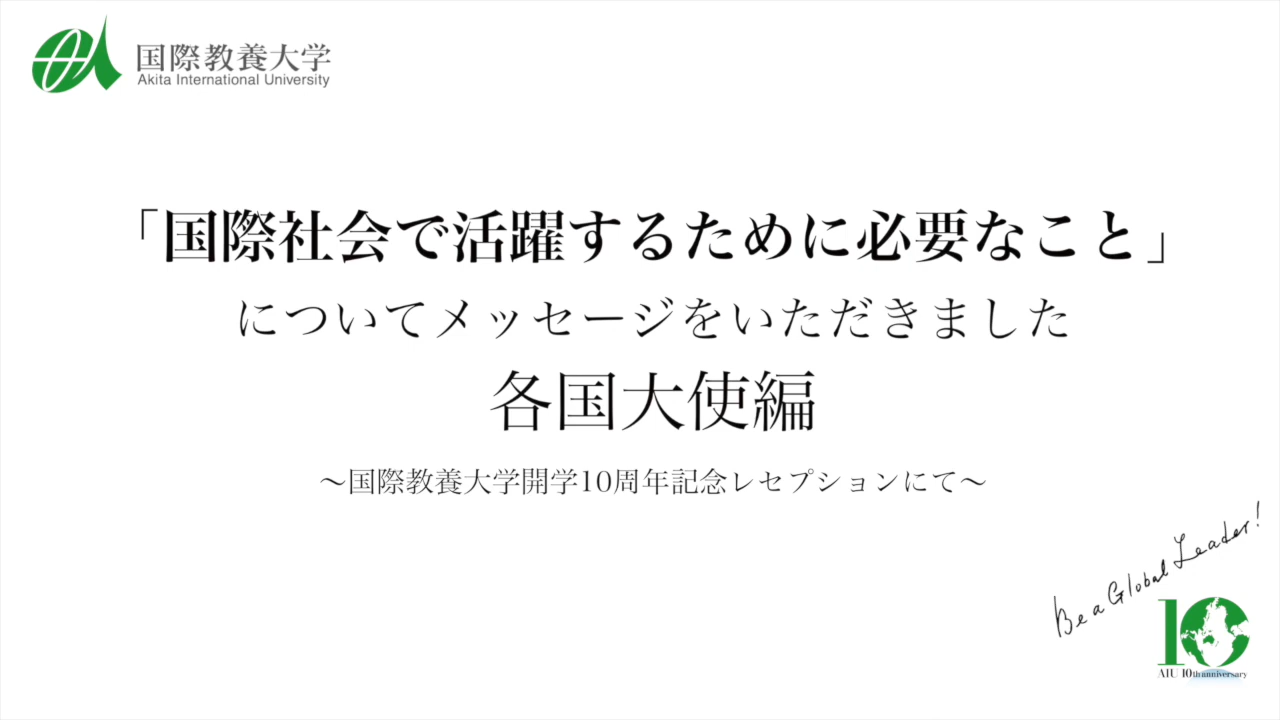 国際教養大学
Akita International University
「国際社会で活躍するために必要なこと」
についてメッセージをいただきました
各国大使編
～国際教養大学開学10周年記念レセプションにて～
Be a Global Leader!
10
AIU 10th anniversary